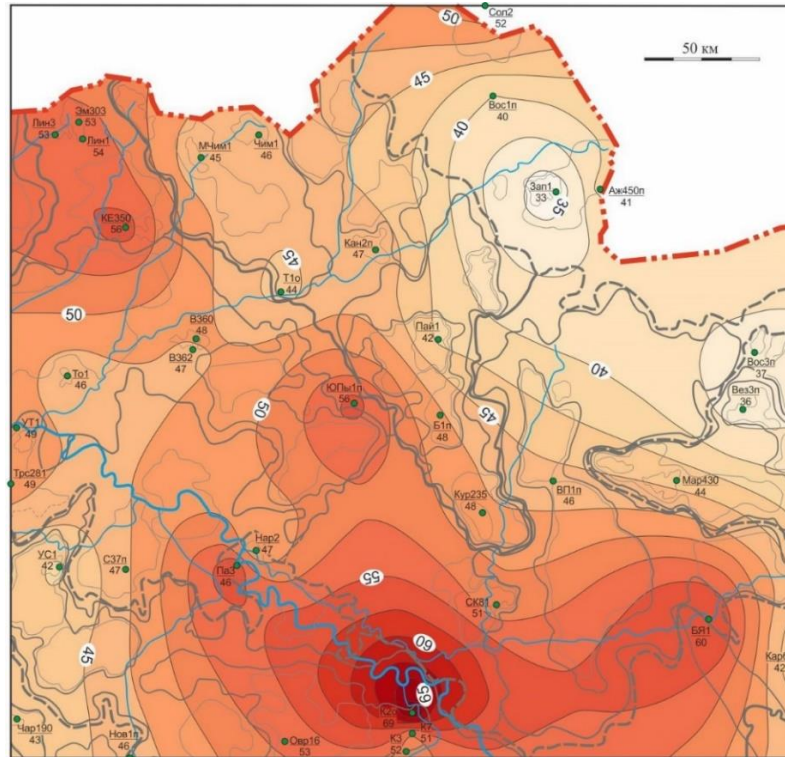 50
Соп2
52
50 км
45
Вос1п
40
40
Эм303
53
Лин3
53
Лин1
54
МЧим1
45
Чим1
46
Зап1
33
35
Аж450п
41
КЕ350
56
Кан2п
47
45
Т1о
44
50
В360
48
В362
47
Пай1
42
40
Вос3п
37
То1
46
ЮПы1п
56
50
45
Вез3п
36
УТ1
49
Б1п
48
Трс281
49
Кур235
48
ВП1п
46
Мар430
44
УС1
42
С37п
47
Нар2
47
Па3
46
55
СК81
51
БЯ1
60
60
45
65
Кар
42
69
Чар190
43
Нов1п
46
Овр16
53
К7
51
К3
52